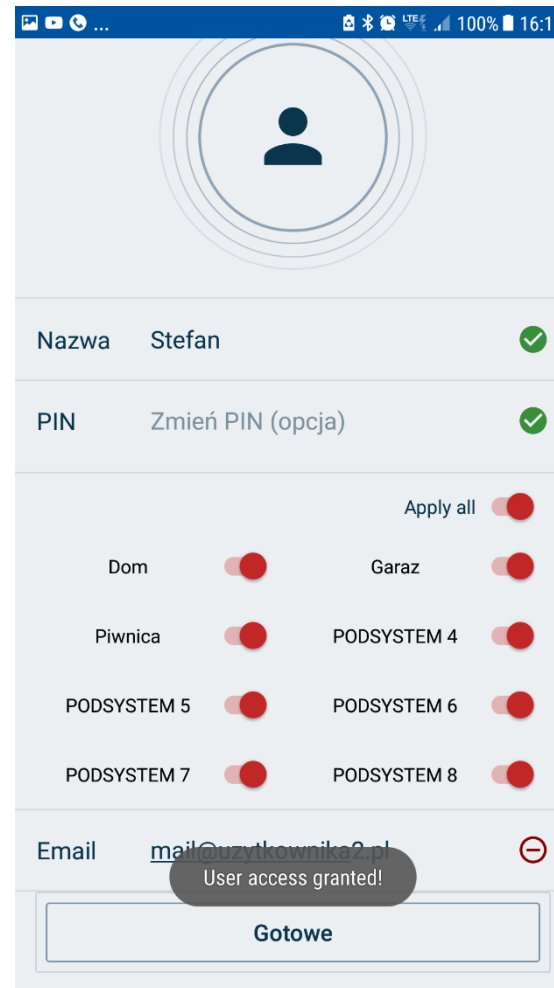 ... LTE 100% 16:1
Nazwa Stefan
PIN Zmień PIN (opcja)
Apply all
Dom Garaz
Piwnica PODSYSTEM 4
PODSYSTEM 5 PODSYSTEM 6
PODSYSTEM 7 PODSYSTEM 8
Email mail@uzytkownika2.pl
User access granted!
Gotowe